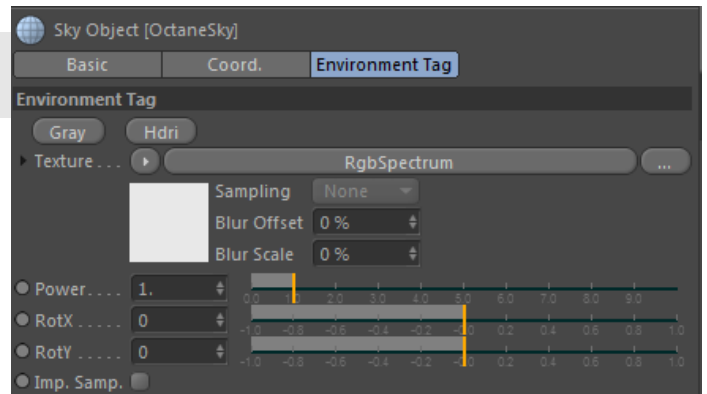 Sky Object [OctaneSky]
Basic Coord. Environment Tag
Environment Tag
Gray Hdri
Texture . . . RgbSpectrum ...
Sampling None
Blur Offset 0 %
Blur Scale 0 %
Power. . . . 1. 0.0 1.0 2.0 3.0 4.0 5.0 6.0 7.0 8.0 9.0
RotX . . . . . 0 -1.0 -0.8 -0.6 -0.4 -0.2 -0.0 0.2 0.4 0.6 0.8 1.0
RotY . . . . . 0 -1.0 -0.8 -0.6 -0.4 -0.2 -0.0 0.2 0.4 0.6 0.8 1.0
Imp. Samp.